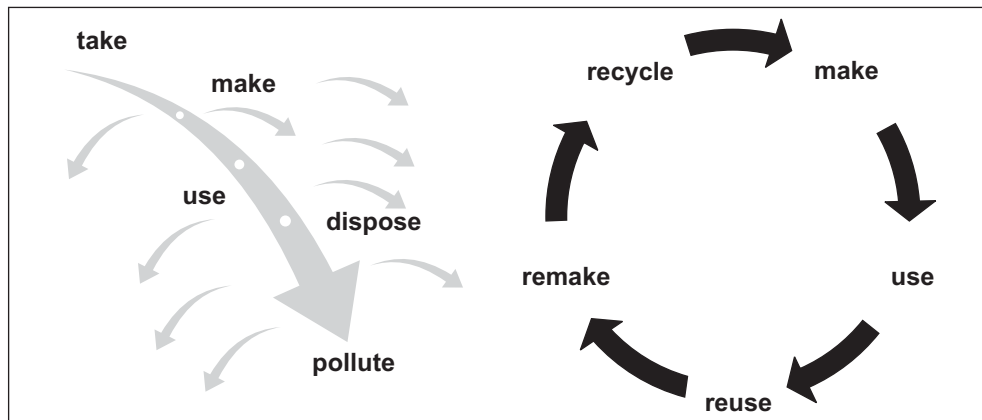 take
make
use
dispose
pollute
recycle
make
use
reuse
remake